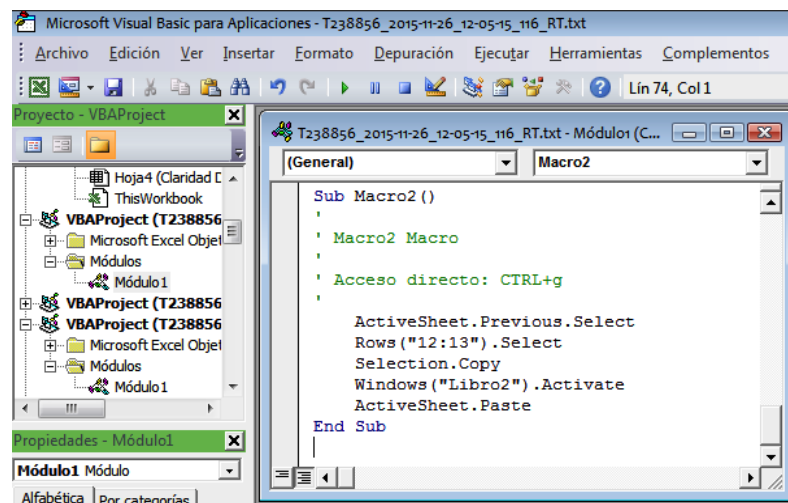 Microsoft Visual Basic para Aplicaciones - T238856_2015-11-26_12-05-15_116_RT.txt
Archivo Edición Ver Insertar Formato Depuración Ejecutar Herramientas Complementos
Lín 74, Col 1
Proyecto - VBAProject
Hoja4 (Claridad D
ThisWorkbook
VBAProject (T238856
Microsoft Excel Objet
Módulos
Módulo1
VBAProject (T238856
VBAProject (T238856
Microsoft Excel Objet
Módulos
Módulo1
Propiedades - Módulo1
Módulo1 Módulo
Alfabética Por categorías
T238856_2015-11-26_12-05-15_116_RT.txt - Módulo1 (C...
(General) Macro2
Sub Macro2()
'
' Macro2 Macro
'
' Acceso directo: CTRL+g
'
ActiveSheet.Previous.Select
Rows("12:13").Select
Selection.Copy
Windows("Libro2").Activate
ActiveSheet.Paste
End Sub